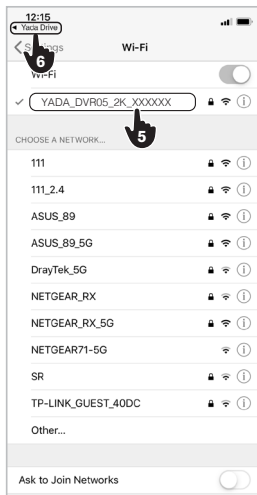 12:15
Yada Drive
6
Wi-Fi
Wi-Fi
YADA_DVR05_2K_XXXXXX
5
CHOOSE A NETWORK...
111
111_2.4
ASUS_89
ASUS_89_5G
DrayTek_5G
NETGEAR_RX
NETGEAR_RX_5G
NETGEAR71-5G
SR
TP-LINK_GUEST_40DC
Other...
Ask to Join Networks